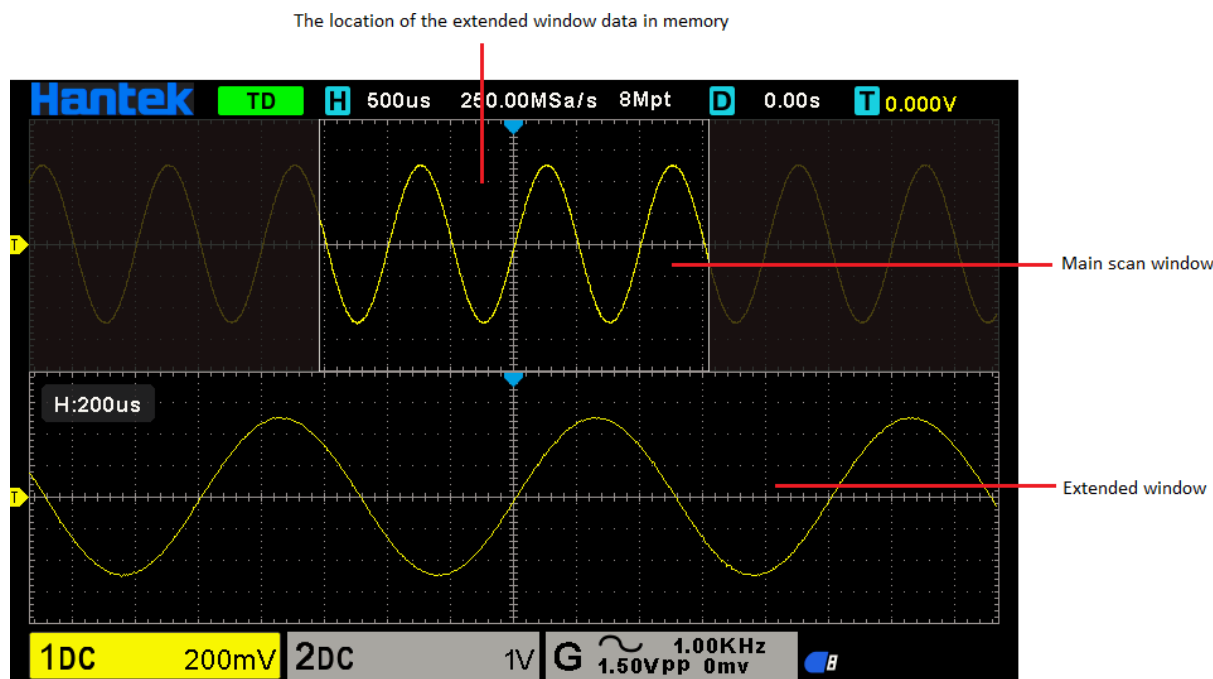 The location of the extended window data in memory
Hantek TD H 500us 250.00MSa/s 8Mpt D 0.00s T 0.000V
T
Main scan window
H:200us
T
Extended window
1DC 200mV 2DC 1V G 1.00KHz
1.50Vpp 0mv